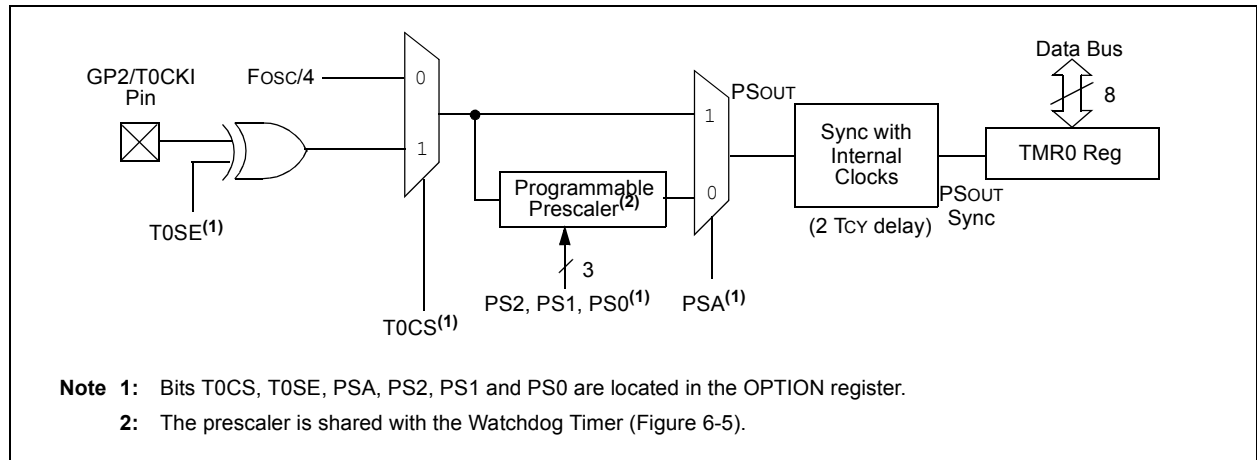 Data Bus
GP2/T0CKI
Pin
FOSC/4
0
1
T0SE(1)
T0CS(1)
Programmable
Prescaler(2)
3
PS2, PS1, PS0(1)
1
0
PSA(1)
PSOUT
Sync with
Internal
Clocks
(2 TCY delay)
PSOUT
Sync
8
TMR0 Reg
Note 1: Bits T0CS, T0SE, PSA, PS2, PS1 and PS0 are located in the OPTION register.
2: The prescaler is shared with the Watchdog Timer (Figure 6-5).